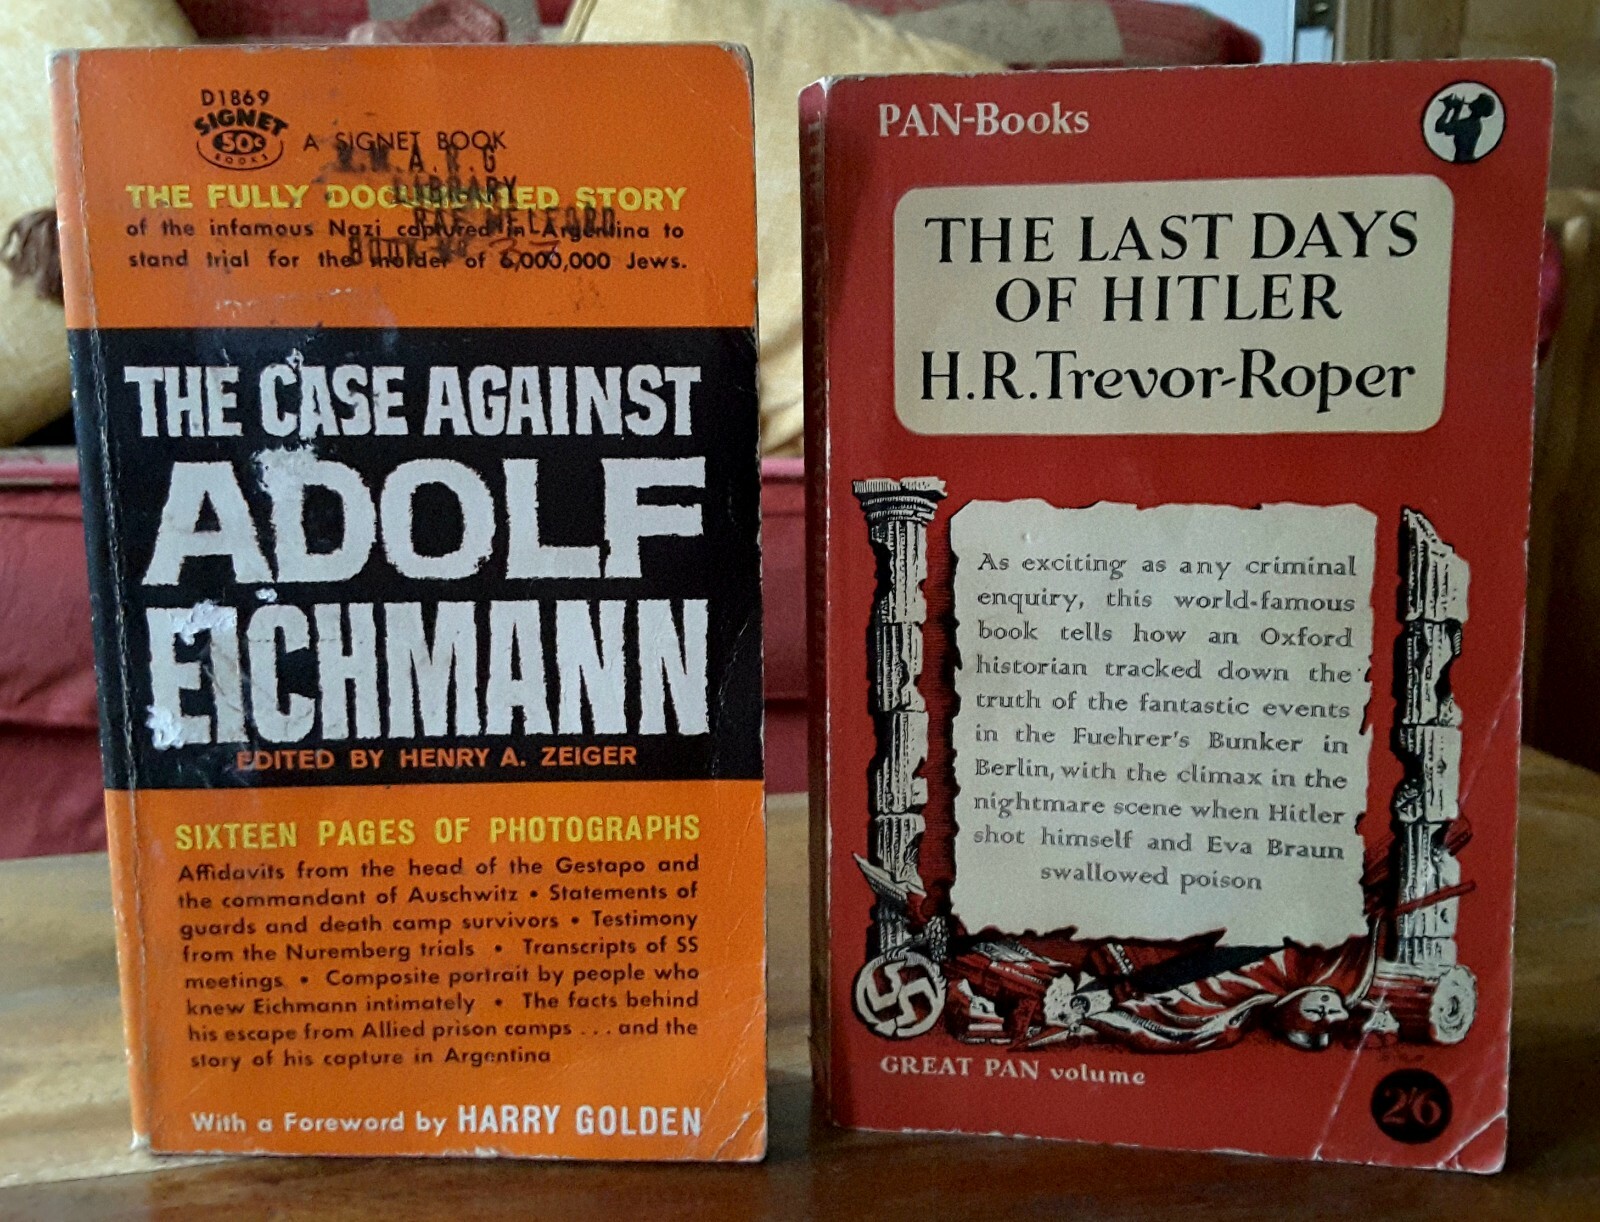 D1869
SIGNET
50¢
BOOKS
A SIGNET BOOK
LIBRARY
THE FULLY DOCUMENTED STORY
of the infamous Nazi captured in Argentina to
stand trial for the murder of 6,000,000 Jews.
THE CASE AGAINST
ADOLF
EICHMANN
EDITED BY HENRY A. ZEIGER
SIXTEEN PAGES OF PHOTOGRAPHS
Affidavits from the head of the Gestapo and
the commandant of Auschwitz • Statements of
guards and death camp survivors • Testimony
from the Nuremberg trials • Transcripts of SS
meetings • Composite portrait by people who
knew Eichmann intimately • The facts behind
his escape from Allied prison camps . . . and the
story of his capture in Argentina
With a Foreword by HARRY GOLDEN
PAN-Books
THE LAST DAYS
OF HITLER
H.R.Trevor-Roper
As exciting as any criminal
enquiry, this world-famous
book tells how an Oxford
historian tracked down the
truth of the fantastic events
in the Fuehrer's Bunker in
Berlin, with the climax in the
nightmare scene when Hitler
shot himself and Eva Braun
swallowed poison
GREAT PAN volume
2'6